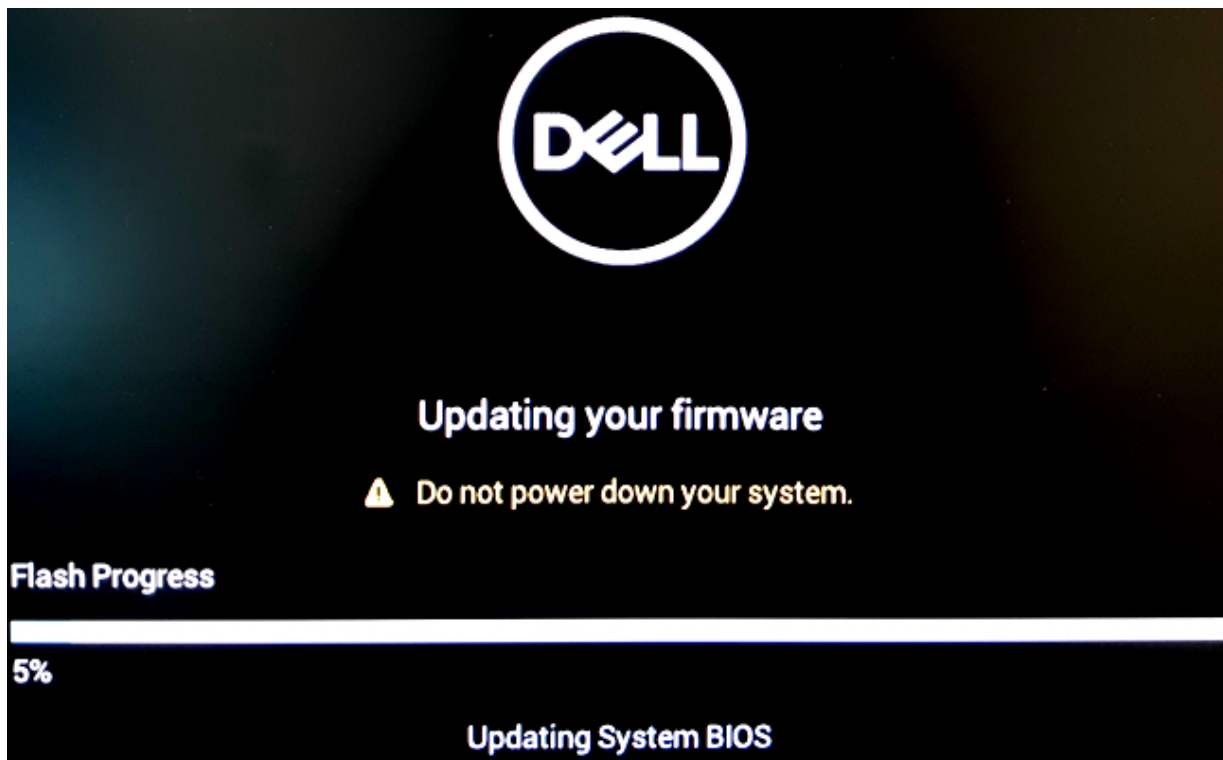 DELL
Updating your firmware
Do not power down your system.
Flash Progress
5%
Updating System BIOS